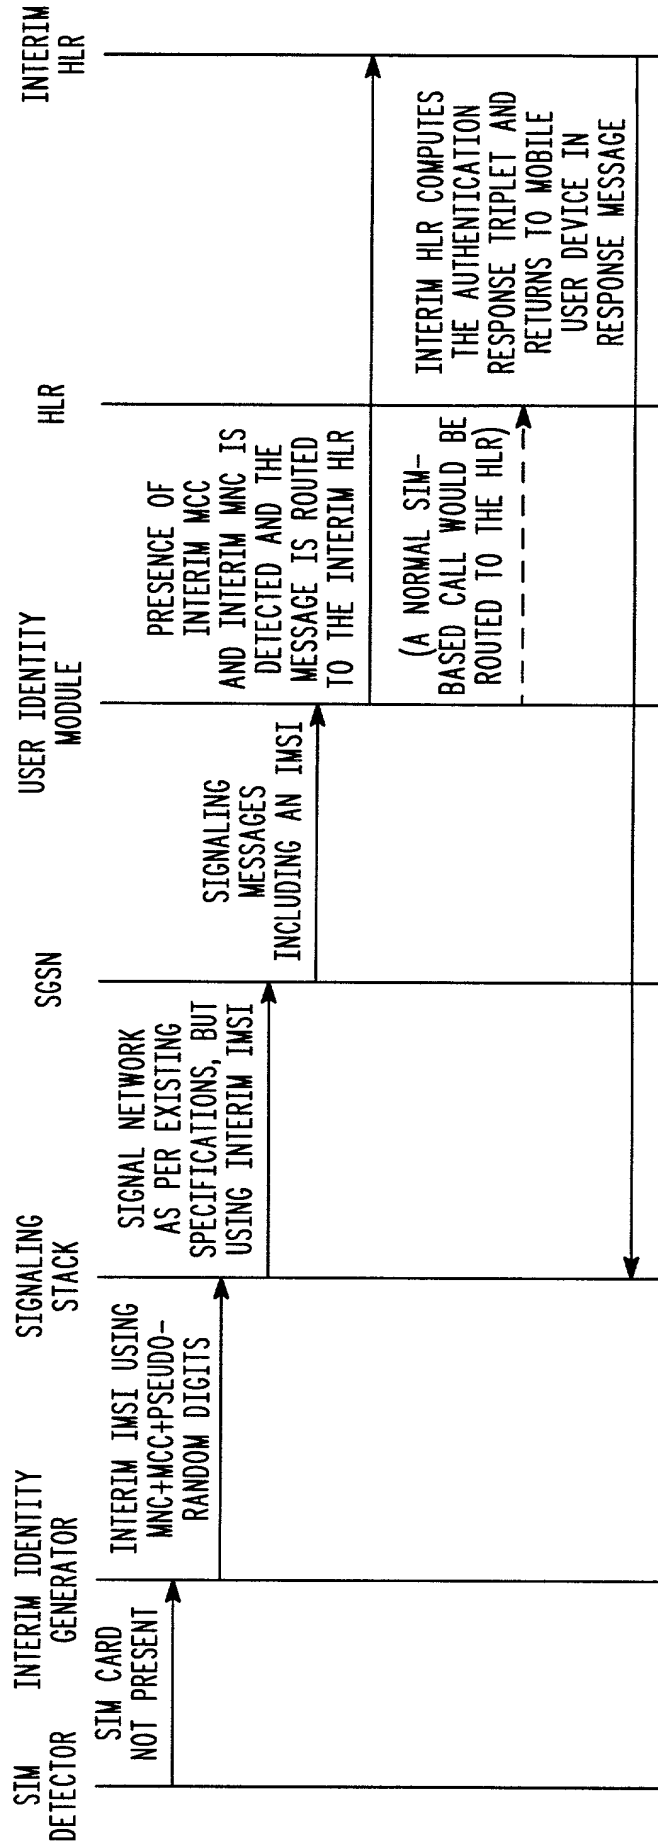 SIM
DETECTOR
INTERIM IDENTITY
GENERATOR
SIGNALING
STACK
SGSN
USER IDENTITY
MODULE
HLR
INTERIM
HLR
SIM CARD
NOT PRESENT
INTERIM IMSI USING
MNC+MCC+PSEUDO-
RANDOM DIGITS
SIGNAL NETWORK
AS PER EXISTING
SPECIFICATIONS, BUT
USING INTERIM IMSI
SIGNALING
MESSAGES
INCLUDING AN IMSI
PRESENCE OF
INTERIM MCC
AND INTERIM MNC IS
DETECTED AND THE
MESSAGE IS ROUTED
TO THE INTERIM HLR
(A NORMAL SIM-
BASED CALL WOULD BE
ROUTED TO THE HLR)
INTERIM HLR COMPUTES
THE AUTHENTICATION
RESPONSE TRIPLET AND
RETURNS TO MOBILE
USER DEVICE IN
RESPONSE MESSAGE